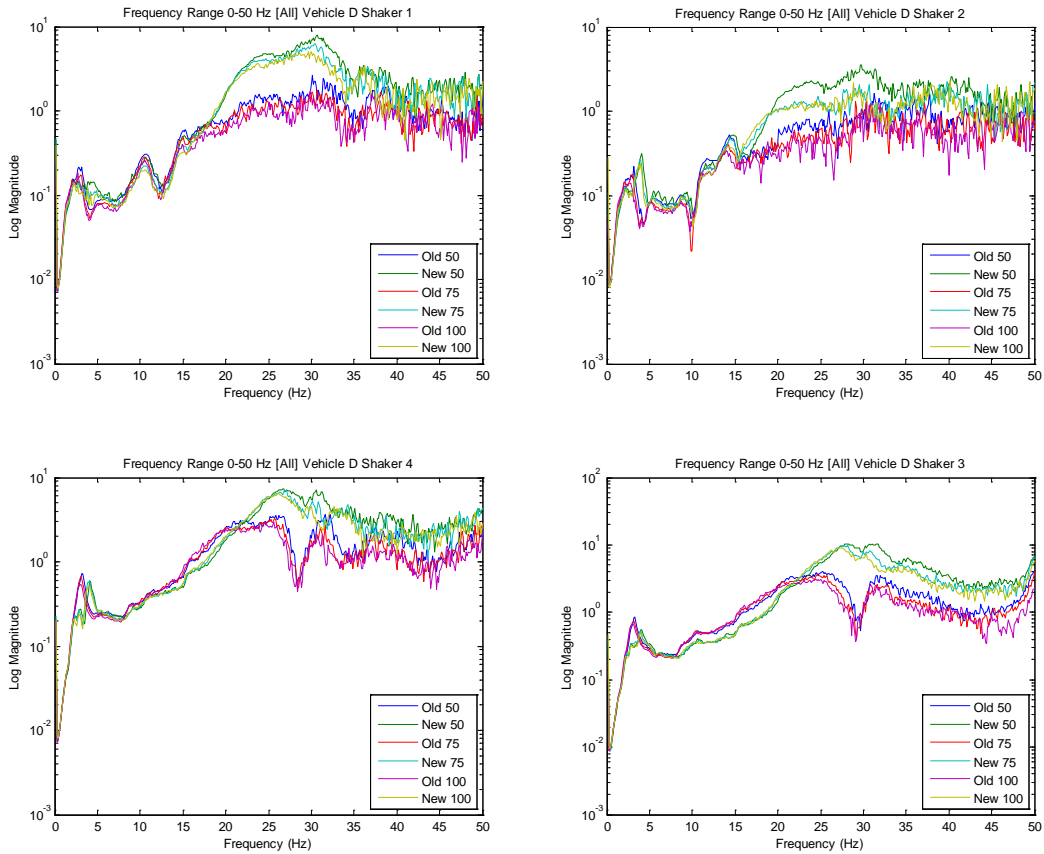 Frequency Range 0-50 Hz [All] Vehicle D Shaker 1
Log Magnitude
10^1
10^0
10^-1
10^-2
10^-3
0 5 10 15 20 25 30 35 40 45 50
Frequency (Hz)
Old 50
New 50
Old 75
New 75
Old 100
New 100
Frequency Range 0-50 Hz [All] Vehicle D Shaker 2
Log Magnitude
10^1
10^0
10^-1
10^-2
10^-3
0 5 10 15 20 25 30 35 40 45 50
Frequency (Hz)
Old 50
New 50
Old 75
New 75
Old 100
New 100
Frequency Range 0-50 Hz [All] Vehicle D Shaker 4
Log Magnitude
10^1
10^0
10^-1
10^-2
10^-3
0 5 10 15 20 25 30 35 40 45 50
Frequency (Hz)
Old 50
New 50
Old 75
New 75
Old 100
New 100
Frequency Range 0-50 Hz [All] Vehicle D Shaker 3
Log Magnitude
10^2
10^1
10^0
10^-1
10^-2
10^-3
0 5 10 15 20 25 30 35 40 45 50
Frequency (Hz)
Old 50
New 50
Old 75
New 75
Old 100
New 100